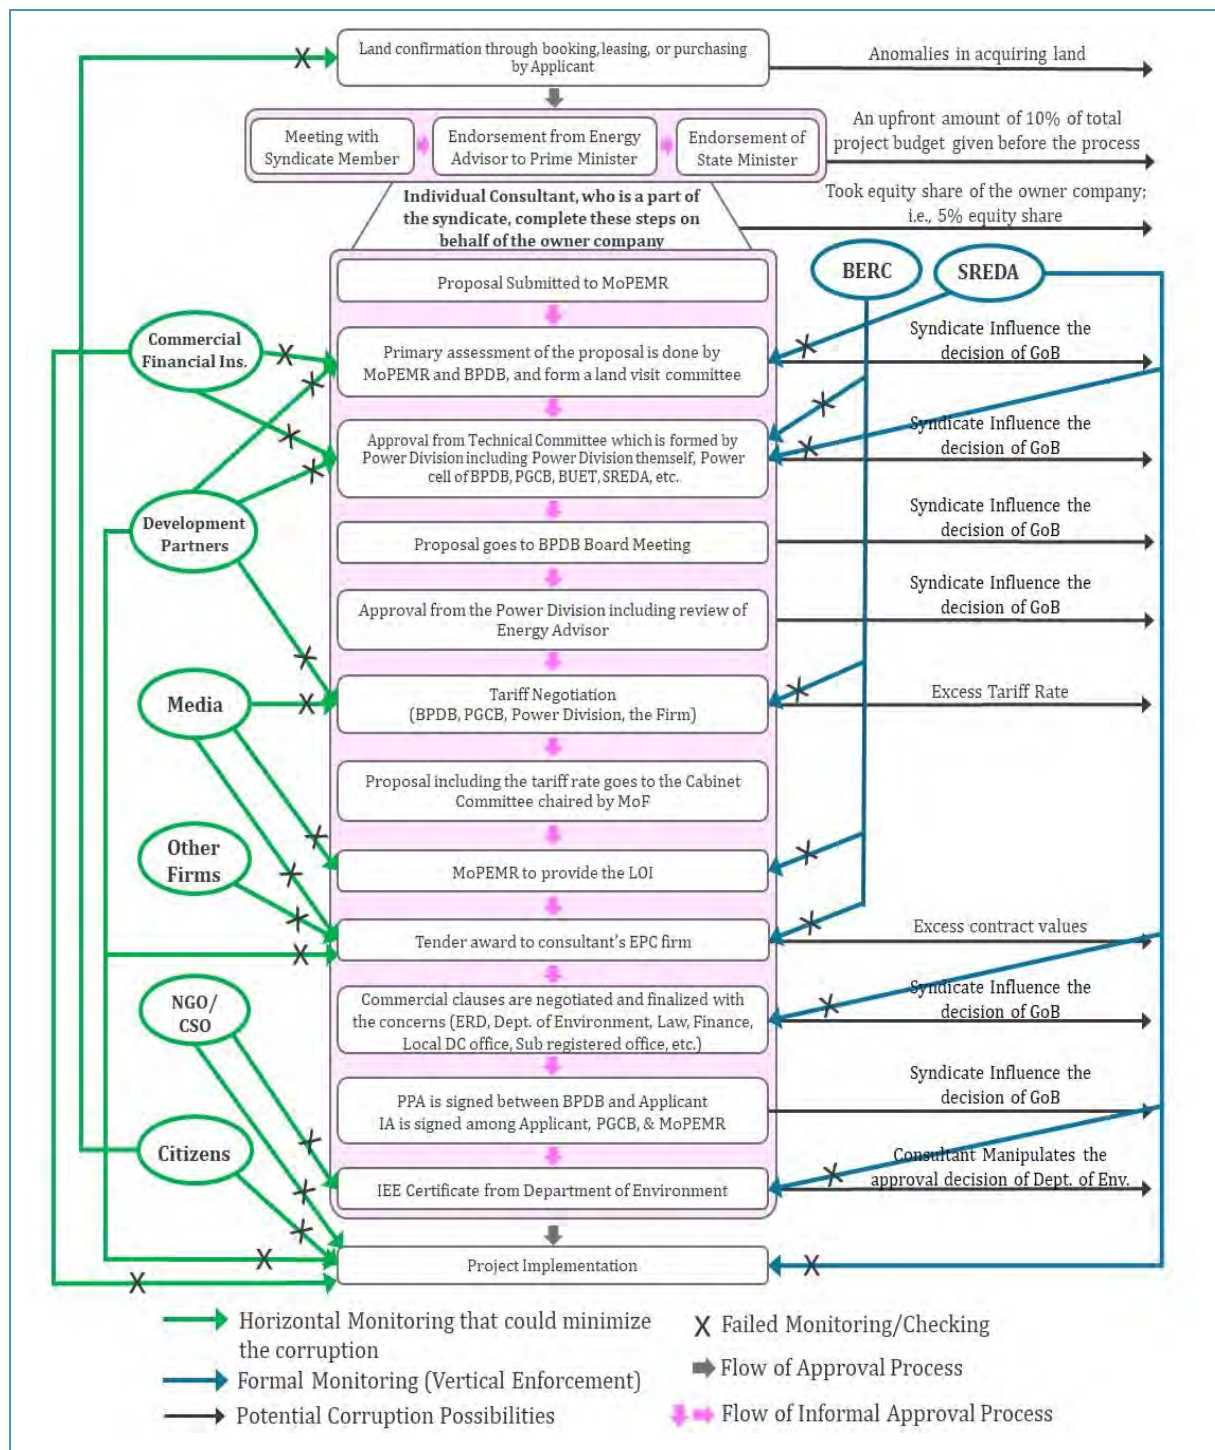 Land confirmation through booking, leasing, or purchasing
by Applicant
Anomalies in acquiring land
Meeting with
Syndicate Member
Endorsement from Energy
Advisor to Prime Minister
Endorsement of
State Minister
An upfront amount of 10% of total
project budget given before the process
Individual Consultant, who is a part of
the syndicate, complete these steps on
behalf of the owner company
Took equity share of the owner company;
i.e., 5% equity share
BERC
SREDA
Proposal Submitted to MoPEMR
Commercial
Financial Ins.
Primary assessment of the proposal is done by
MoPEMR and BPDB, and form a land visit committee
Syndicate Influence the
decision of GoB
Approval from Technical Committee which is formed by
Power Division including Power Division themself, Power
cell of BPDB, PGCB, BUET, SREDA, etc.
Syndicate Influence the
decision of GoB
Development
Partners
Proposal goes to BPDB Board Meeting
Syndicate Influence the
decision of GoB
Approval from the Power Division including review of
Energy Advisor
Syndicate Influence the
decision of GoB
Media
Tariff Negotiation
(BPDB, PGCB, Power Division, the Firm)
Excess Tariff Rate
Proposal including the tariff rate goes to the Cabinet
Committee chaired by MoF
Other
Firms
MoPEMR to provide the LOI
Tender award to consultant's EPC firm
Excess contract values
NGO/
CSO
Commercial clauses are negotiated and finalized with
the concerns (ERD, Dept. of Environment, Law, Finance,
Local DC office, Sub registered office, etc.)
Syndicate Influence the
decision of GoB
PPA is signed between BPDB and Applicant
IA is signed among Applicant, PGCB, & MoPEMR
Syndicate Influence the
decision of GoB
Citizens
IEE Certificate from Department of Environment
Consultant Manipulates the
approval decision of Dept. of Env.
Project Implementation
Horizontal Monitoring that could minimize
the corruption
Formal Monitoring (Vertical Enforcement)
Potential Corruption Possibilities
X Failed Monitoring/Checking
Flow of Approval Process
Flow of Informal Approval Process